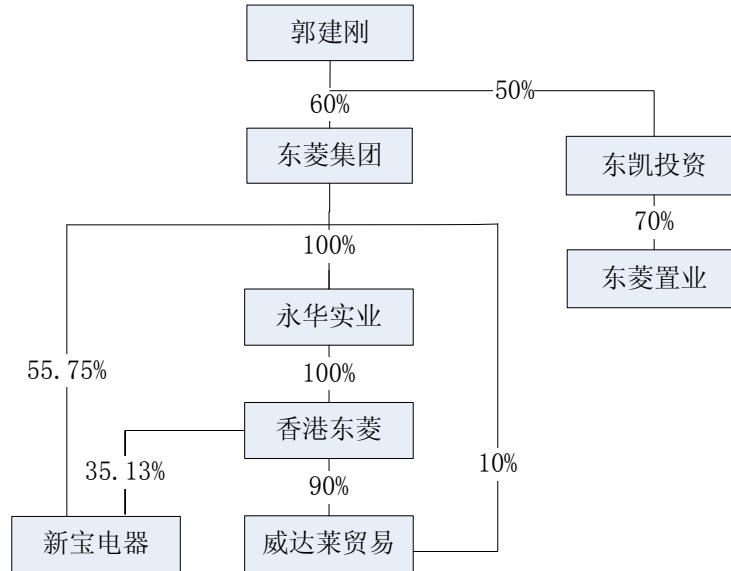 郭建刚
50%
60%
东菱集团
东凯投资
70%
100%
东菱置业
永华实业
55.75%
100%
香港东菱
35.13%
90%
10%
新宝电器
威达莱贸易